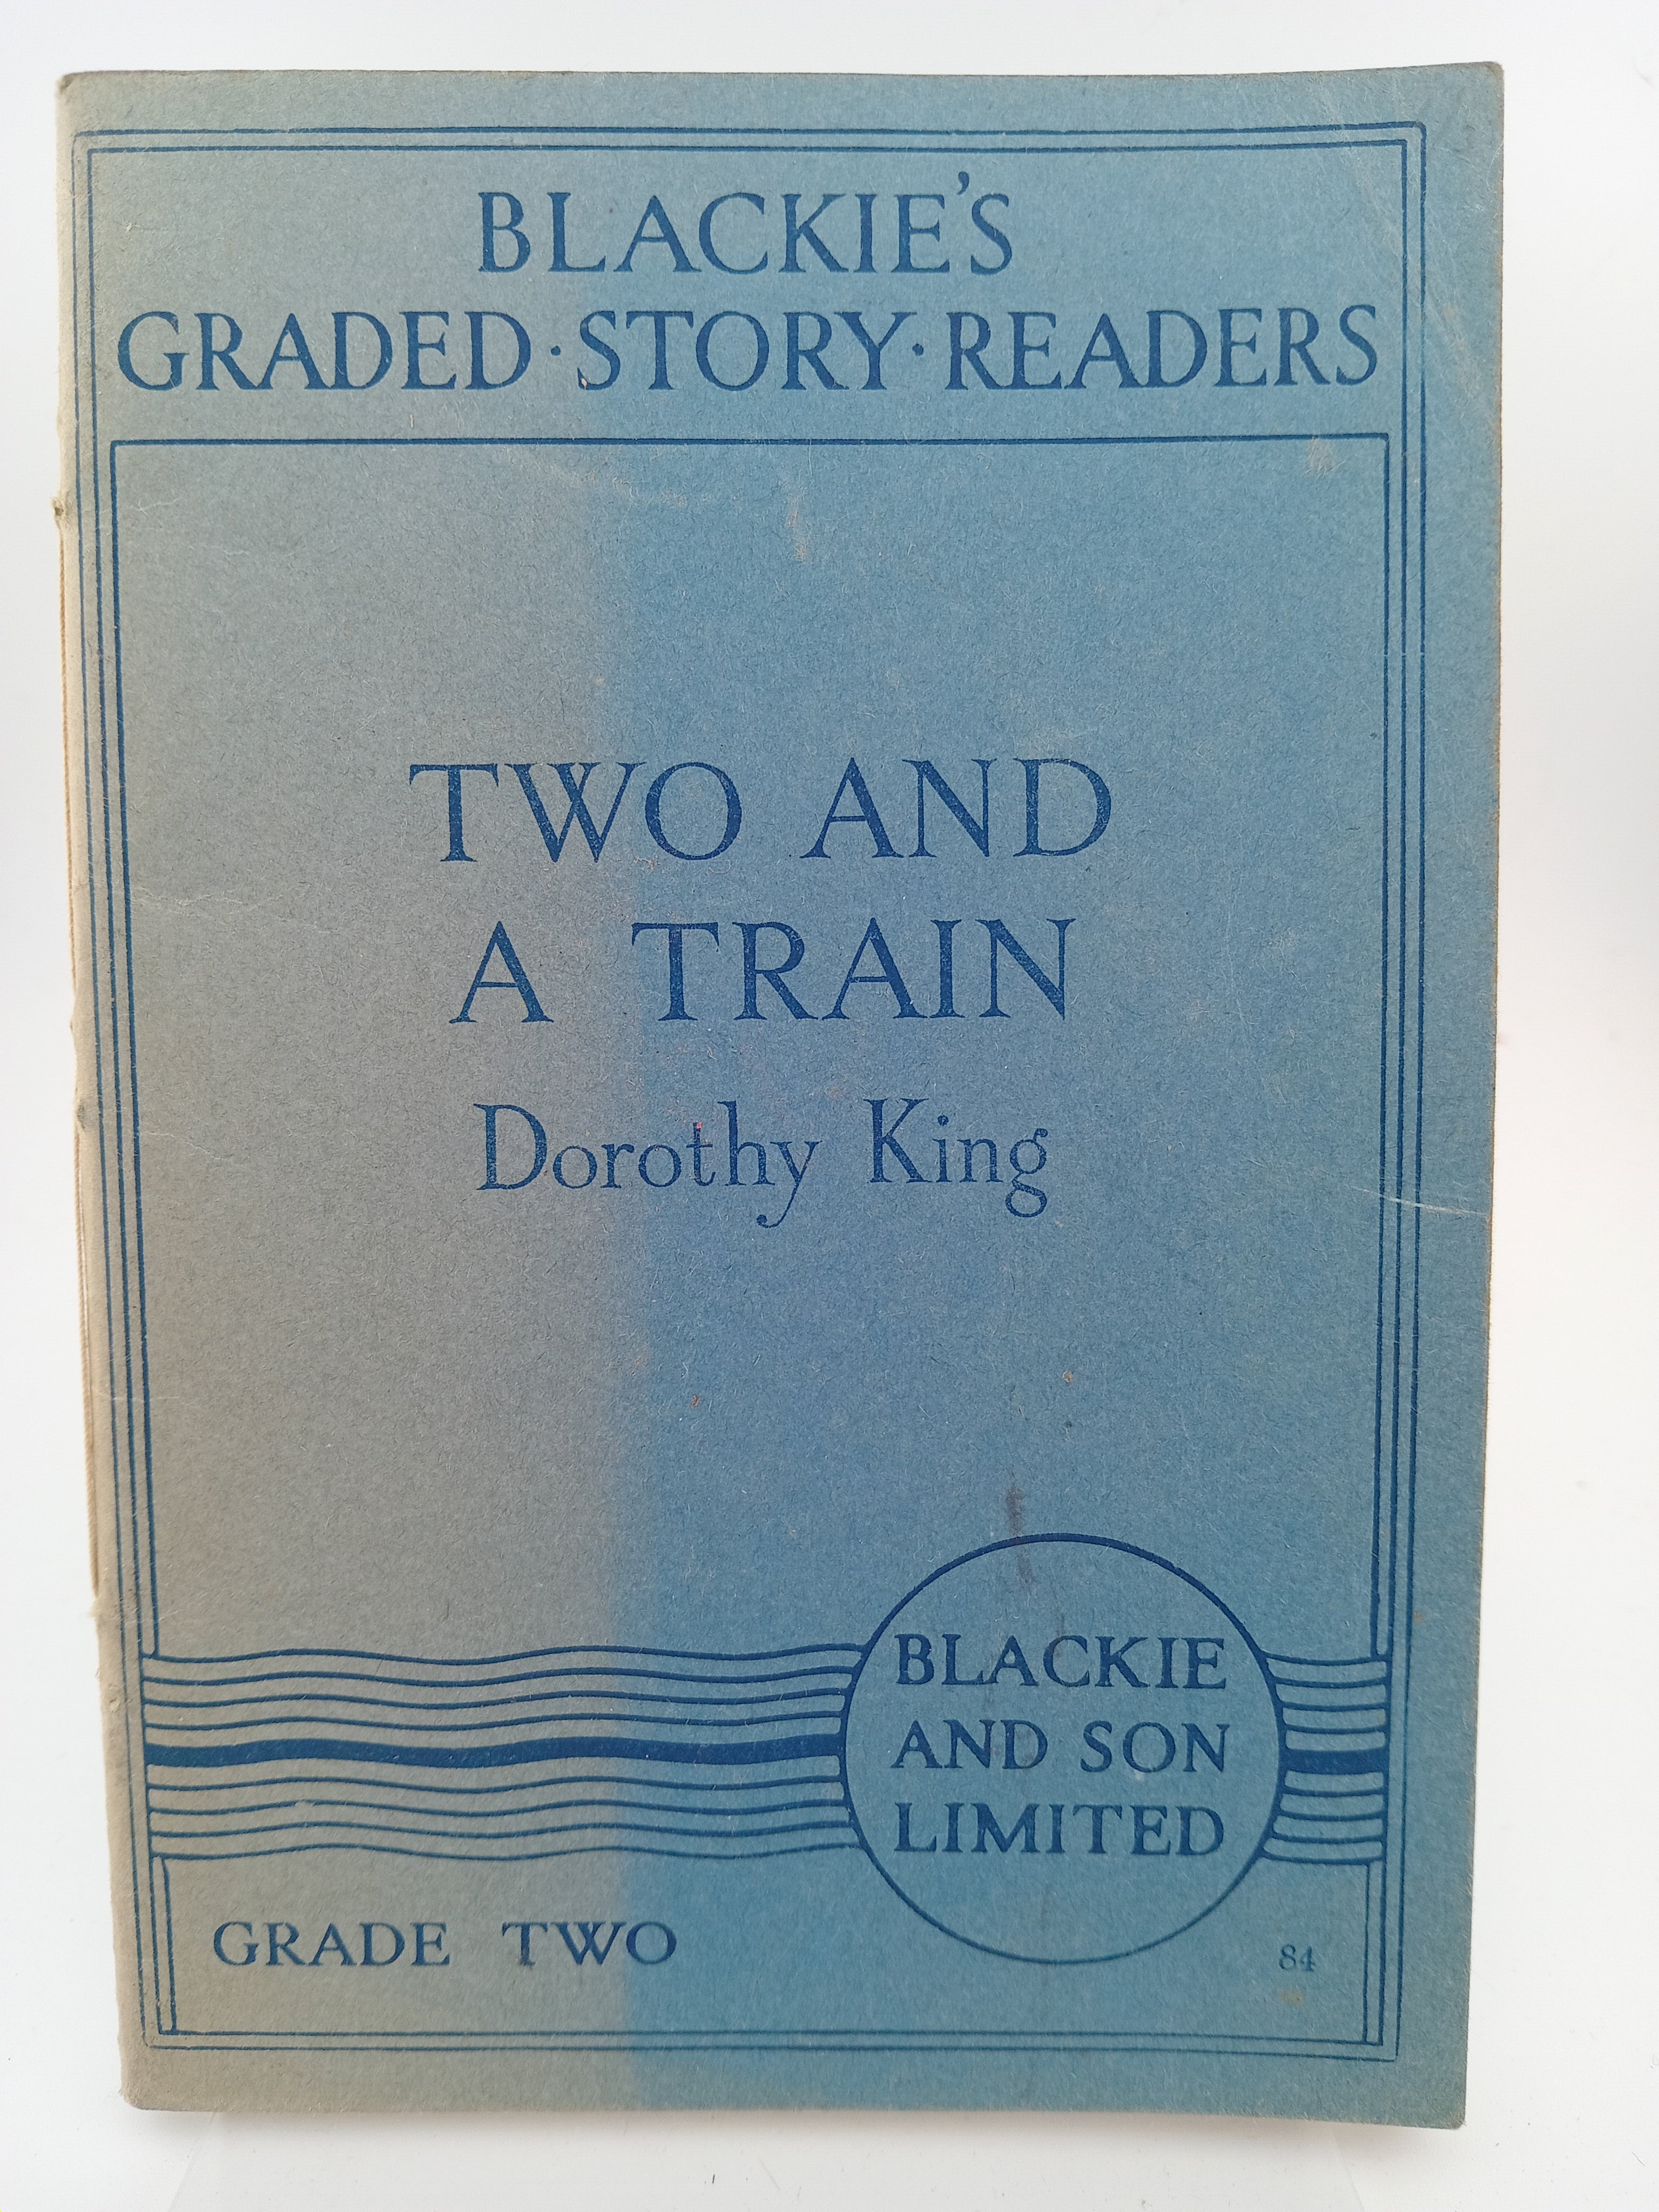 BLACKIE'S
GRADED·STORY·READERS
TWO AND
A TRAIN
Dorothy King
BLACKIE
AND SON
LIMITED
GRADE TWO
84